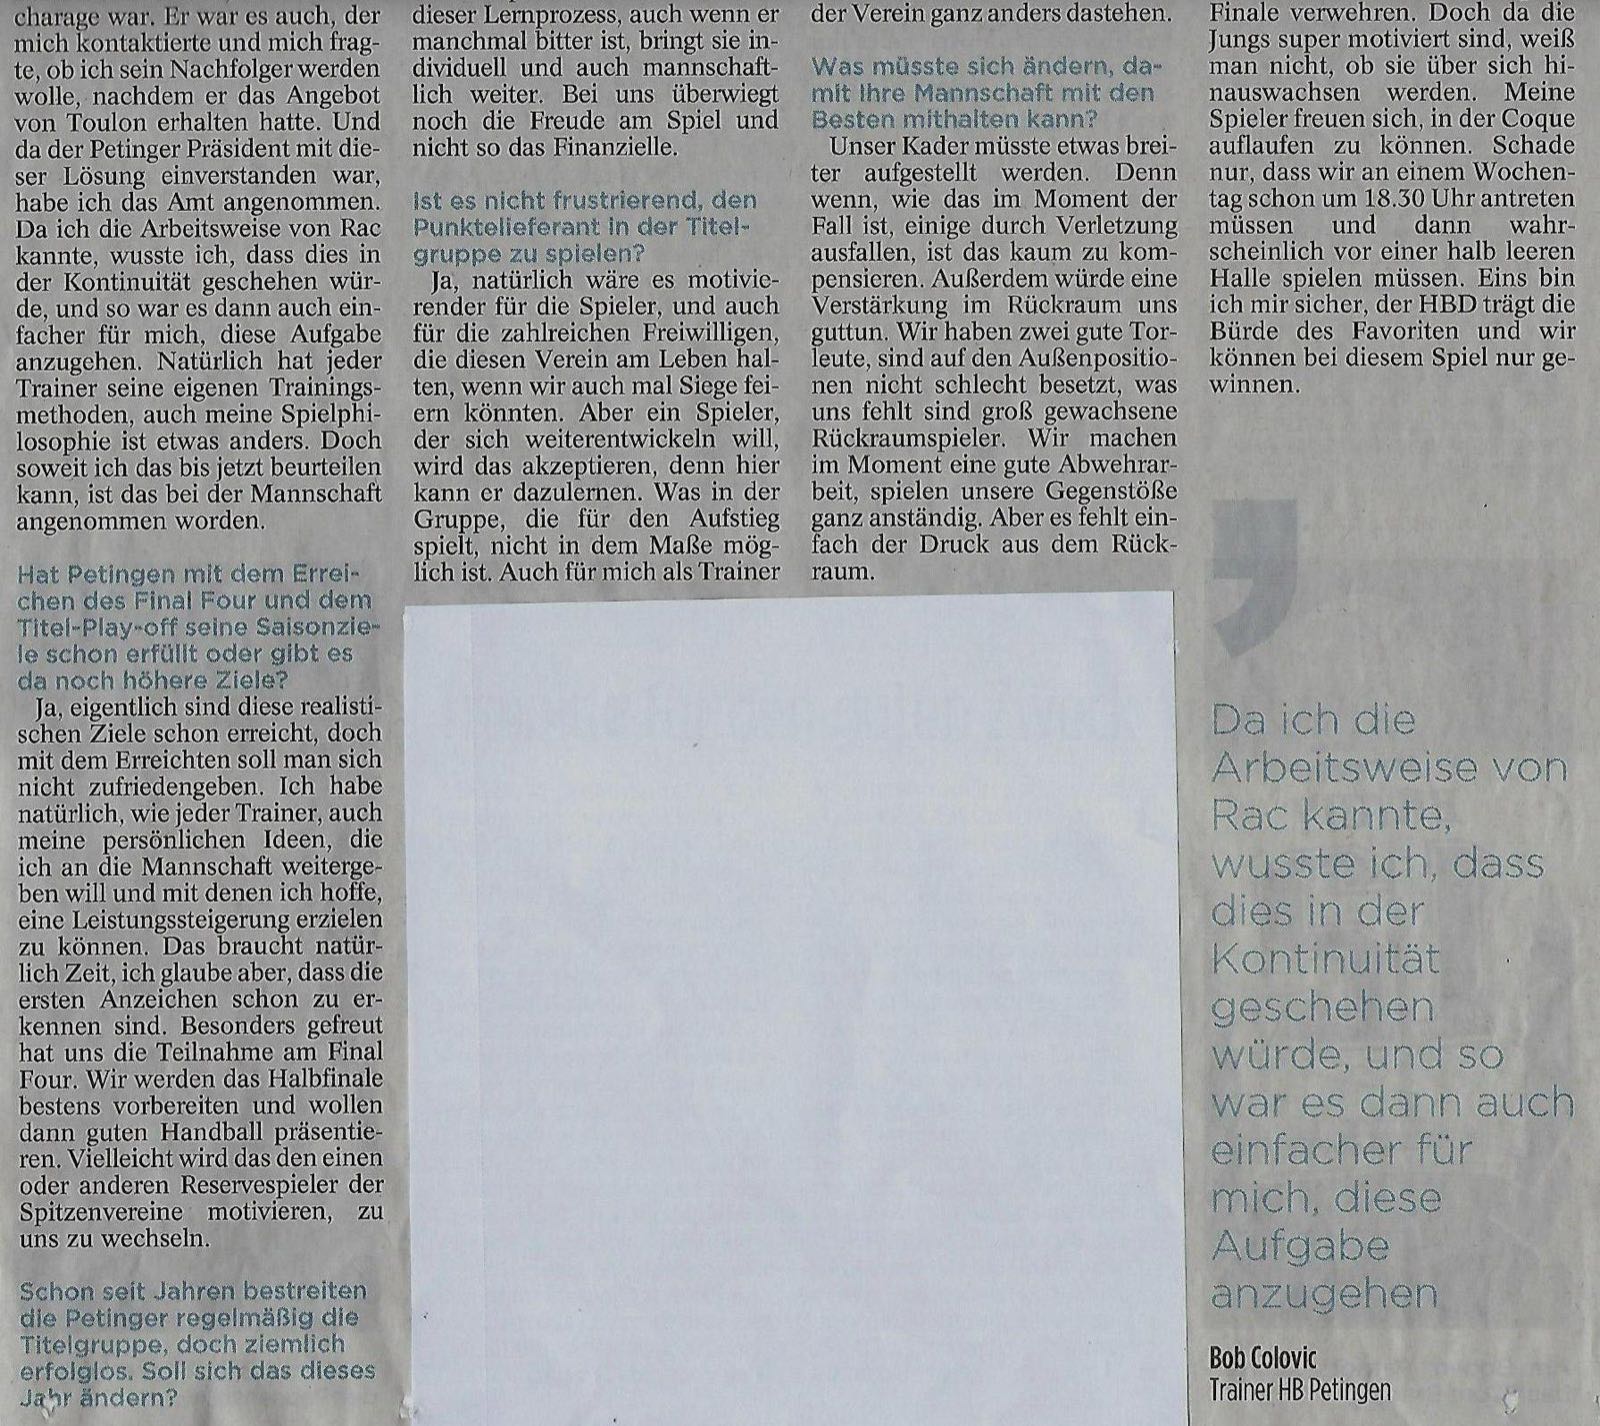 charage war. Er war es auch, der
mich kontaktierte und mich frag-
te, ob ich sein Nachfolger werden
wolle, nachdem er das Angebot
von Toulon erhalten hatte. Und
da der Petinger Präsident mit die-
ser Lösung einverstanden war,
habe ich das Amt angenommen.
Da ich die Arbeitsweise von Rac
kannte, wusste ich, dass dies in
der Kontinuität geschehen wür-
de, und so war es dann auch ein-
facher für mich, diese Aufgabe
anzugehen. Natürlich hat jeder
Trainer seine eigenen Trainings-
methoden, auch meine Spielphi-
losophie ist etwas anders. Doch
soweit ich das bis jetzt beurteilen
kann, ist das bei der Mannschaft
angenommen worden.
Hat Petingen mit dem Errei-
chen des Final Four und dem
Titel-Play-off seine Saisonzie-
le schon erfüllt oder gibt es
da noch höhere Ziele?
Ja, eigentlich sind diese realisti-
schen Ziele schon erreicht, doch
mit dem Erreichten soll man sich
nicht zufriedengeben. Ich habe
natürlich, wie jeder Trainer, auch
meine persönlichen Ideen, die
ich an die Mannschaft weiterge-
ben will und mit denen ich hoffe,
eine Leistungssteigerung erzielen
zu können. Das braucht natür-
lich Zeit, ich glaube aber, dass die
ersten Anzeichen schon zu er-
kennen sind. Besonders gefreut
hat uns die Teilnahme am Final
Four. Wir werden das Halbfinale
bestens vorbereiten und wollen
dann guten Handball präsentie-
ren. Vielleicht wird das den einen
oder anderen Reservespieler der
Spitzenvereine motivieren, zu
uns zu wechseln.
Schon seit Jahren bestreiten
die Petinger regelmäßig die
Titelgruppe, doch ziemlich
erfolglos. Soll sich das dieses
Jahr ändern?
dieser Lernprozess, auch wenn er
manchmal bitter ist, bringt sie in-
dividuell und auch mannschaft-
lich weiter. Bei uns überwiegt
noch die Freude am Spiel und
nicht so das Finanzielle.
Ist es nicht frustrierend, den
Punktelieferant in der Titel-
gruppe zu spielen?
Ja, natürlich wäre es motivie-
render für die Spieler, und auch
für die zahlreichen Freiwilligen,
die diesen Verein am Leben hal-
ten, wenn wir auch mal Siege fei-
ern könnten. Aber ein Spieler,
der sich weiterentwickeln will,
wird das akzeptieren, denn hier
kann er dazulernen. Was in der
Gruppe, die für den Aufstieg
spielt, nicht in dem Maße mög-
lich ist. Auch für mich als Trainer
der Verein ganz anders dastehen.
Was müsste sich ändern, da-
mit Ihre Mannschaft mit den
Besten mithalten kann?
Unser Kader müsste etwas brei-
ter aufgestellt werden. Denn
wenn, wie das im Moment der
Fall ist, einige durch Verletzung
ausfallen, ist das kaum zu kom-
pensieren. Außerdem würde eine
Verstärkung im Rückraum uns
guttun. Wir haben zwei gute Tor-
leute, sind auf den Außenpositio-
nen nicht schlecht besetzt, was
uns fehlt sind groß gewachsene
Rückraumspieler. Wir machen
im Moment eine gute Abwehrar-
beit, spielen unsere Gegenstöße
ganz anständig. Aber es fehlt ein-
fach der Druck aus dem Rück-
raum.
Finale verwehren. Doch da die
Jungs super motiviert sind, weiß
man nicht, ob sie über sich hi-
nauswachsen werden. Meine
Spieler freuen sich, in der Coque
auflaufen zu können. Schade
nur, dass wir an einem Wochen-
tag schon um 18.30 Uhr antreten
müssen und dann wahr-
scheinlich vor einer halb leeren
Halle spielen müssen. Eins bin
ich mir sicher, der HBD trägt die
Bürde des Favoriten und wir
können bei diesem Spiel nur ge-
winnen.
Da ich die
Arbeitsweise von
Rac kannte,
wusste ich, dass
dies in der
Kontinuität
geschehen
würde, und so
war es dann auch
einfacher für
mich, diese
Aufgabe
anzugehen
Bob Colovic
Trainer HB Petingen